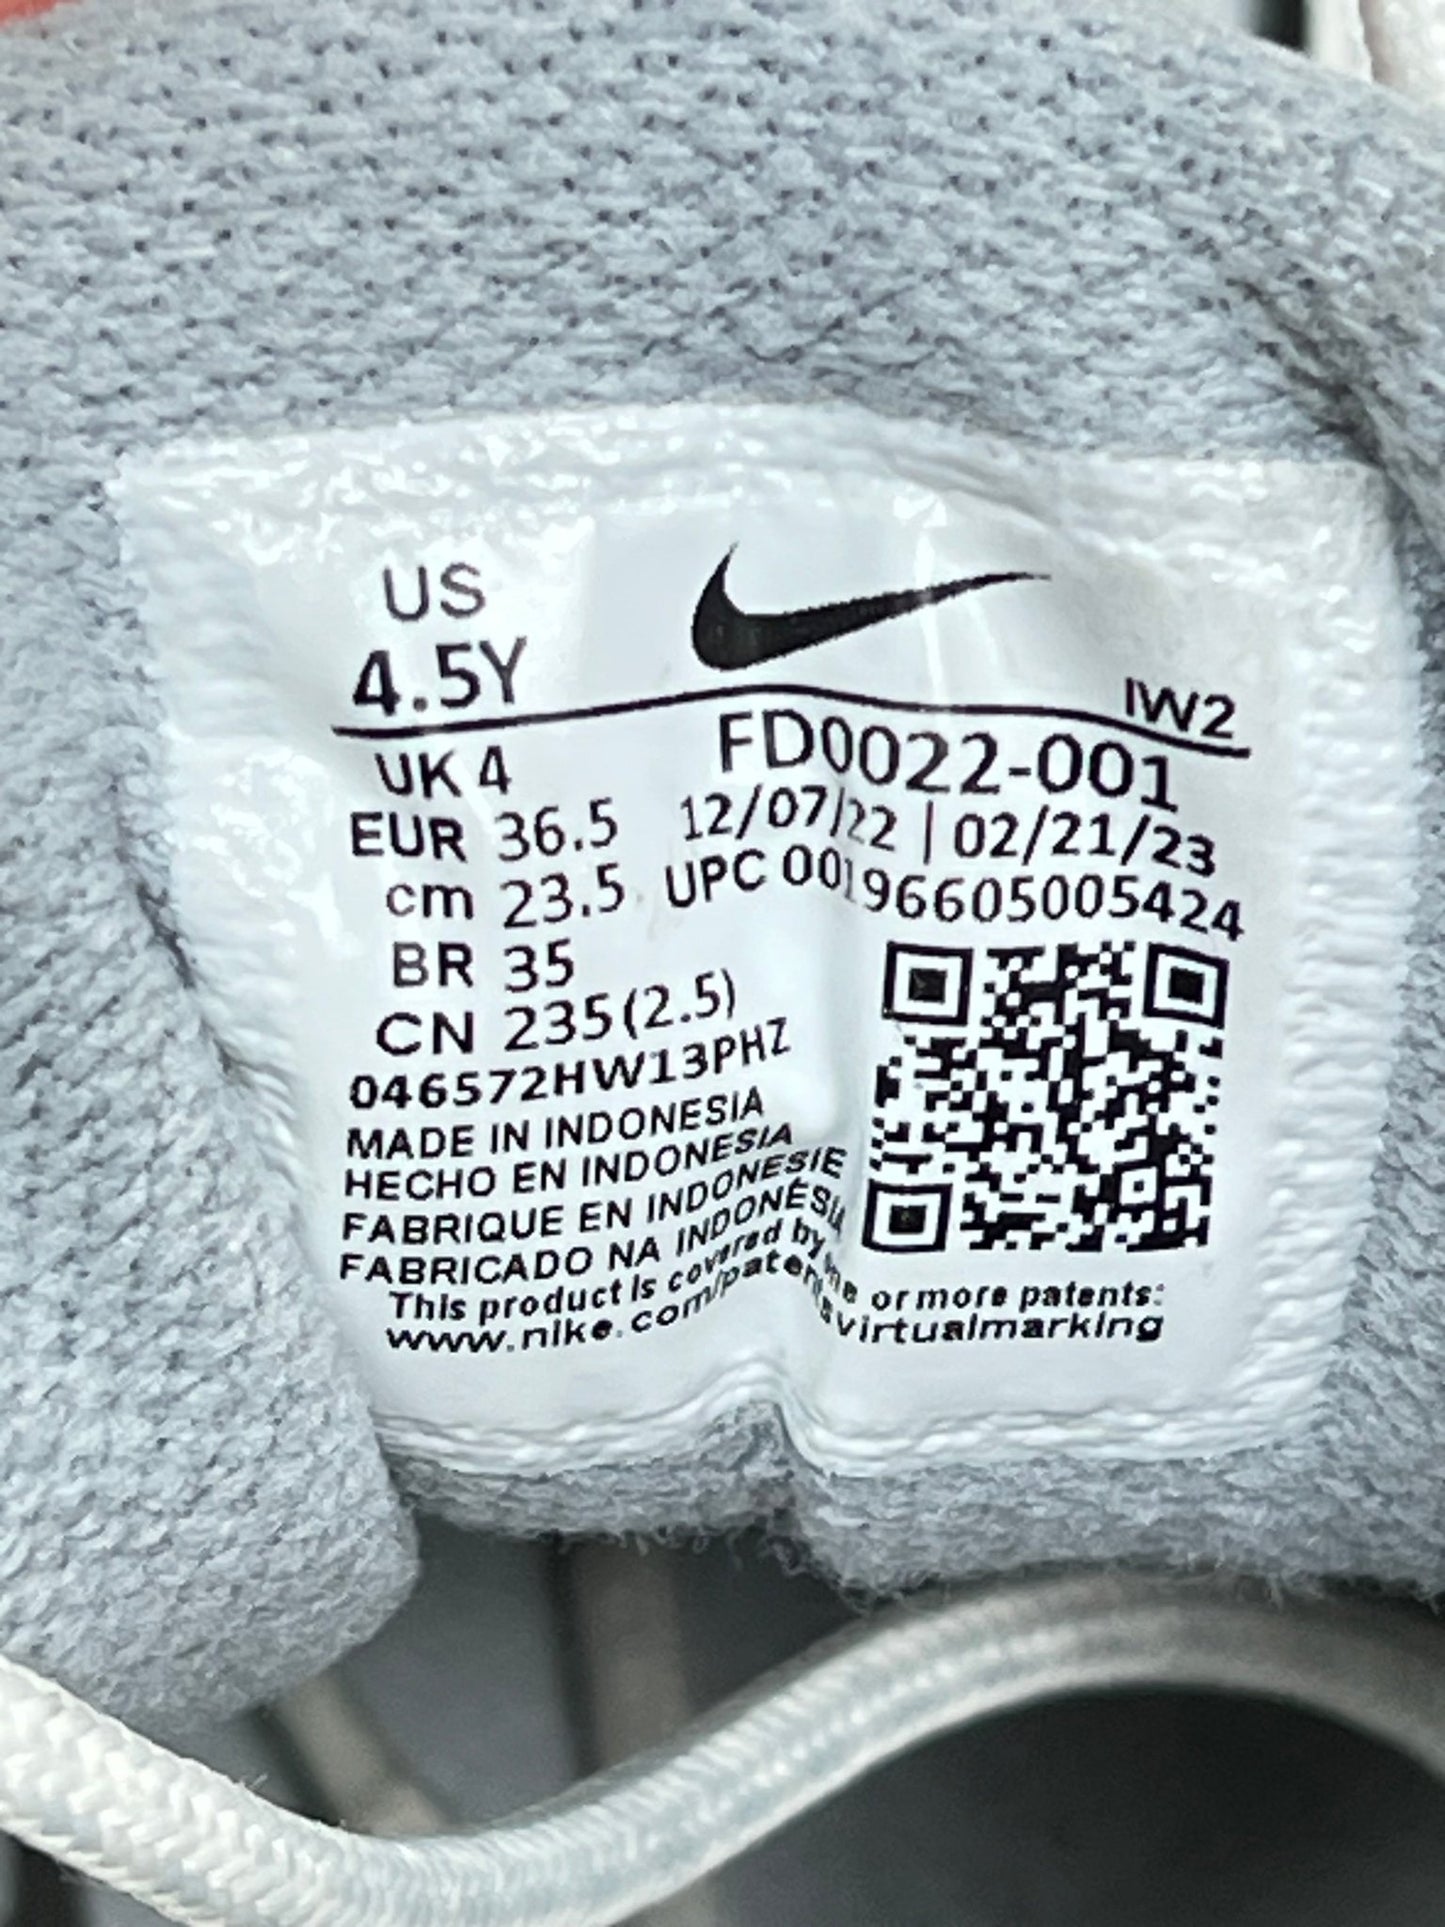 US
4.5Y
IW2
UK 4
FD0022-001
EUR 36.5
12/07/22 | 02/21/23
cm 23.5
UPC 00196605005424
BR 35
CN 235(2.5)
046572HW13PHZ
MADE IN INDONESIA
HECHO EN INDONESIA
FABRIQUE EN INDONESIE
FABRICADO NA INDONÉSIA
This product is covered by one or more patents:
www.nike.com/patentsvirtualmarking